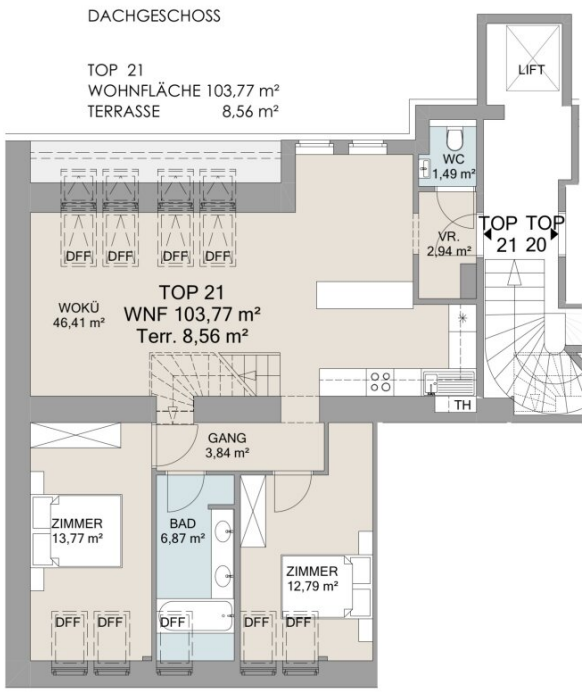 DACHGESCHOSS
TOP 21
WOHNFLÄCHE 103,77 m²
TERRASSE 8,56 m²
LIFT
WC
1,49 m²
VR.
2,94 m²
TOP TOP
21 20
DFF DFF DFF DFF
WOKÜ
46,41 m²
TOP 21
WNF 103,77 m²
Terr. 8,56 m²
TH
GANG
3,84 m²
ZIMMER
13,77 m²
BAD
6,87 m²
ZIMMER
12,79 m²
DFF DFF DFF DFF DFF